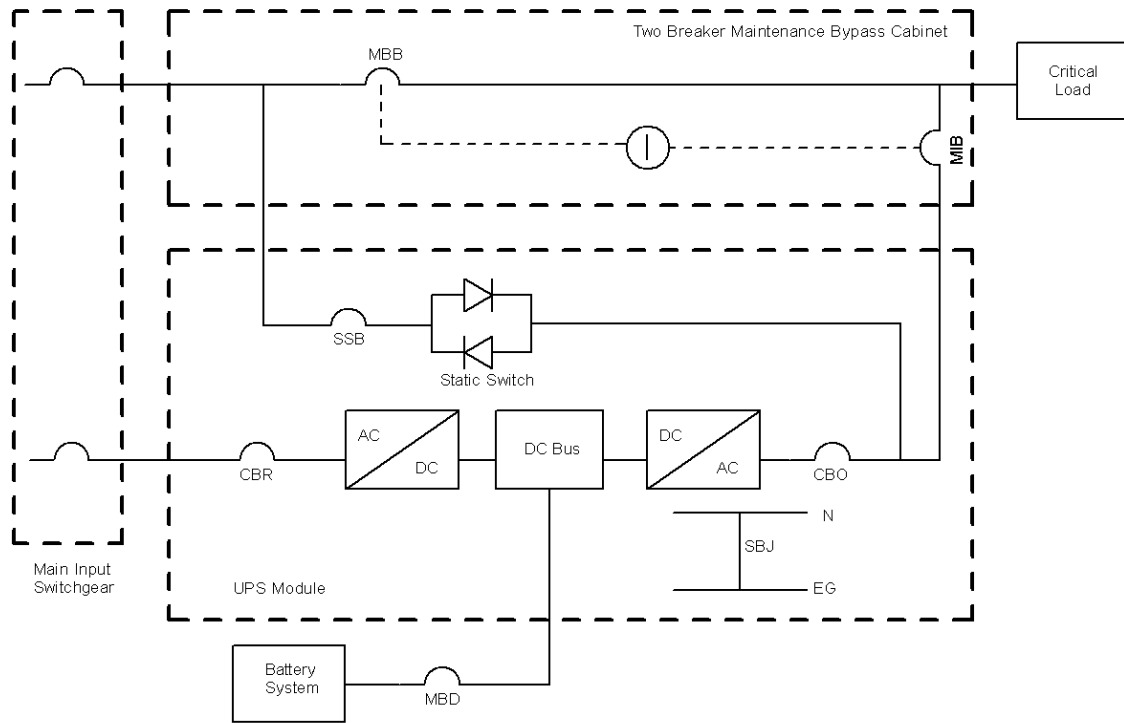 Two Breaker Maintenance Bypass Cabinet
MBB
Critical
Load
MIB
SSB
Static Switch
AC
DC
DC Bus
DC
AC
CBR
CBO
N
SBJ
EG
Main Input
Switchgear
UPS Module
Battery
System
MBD